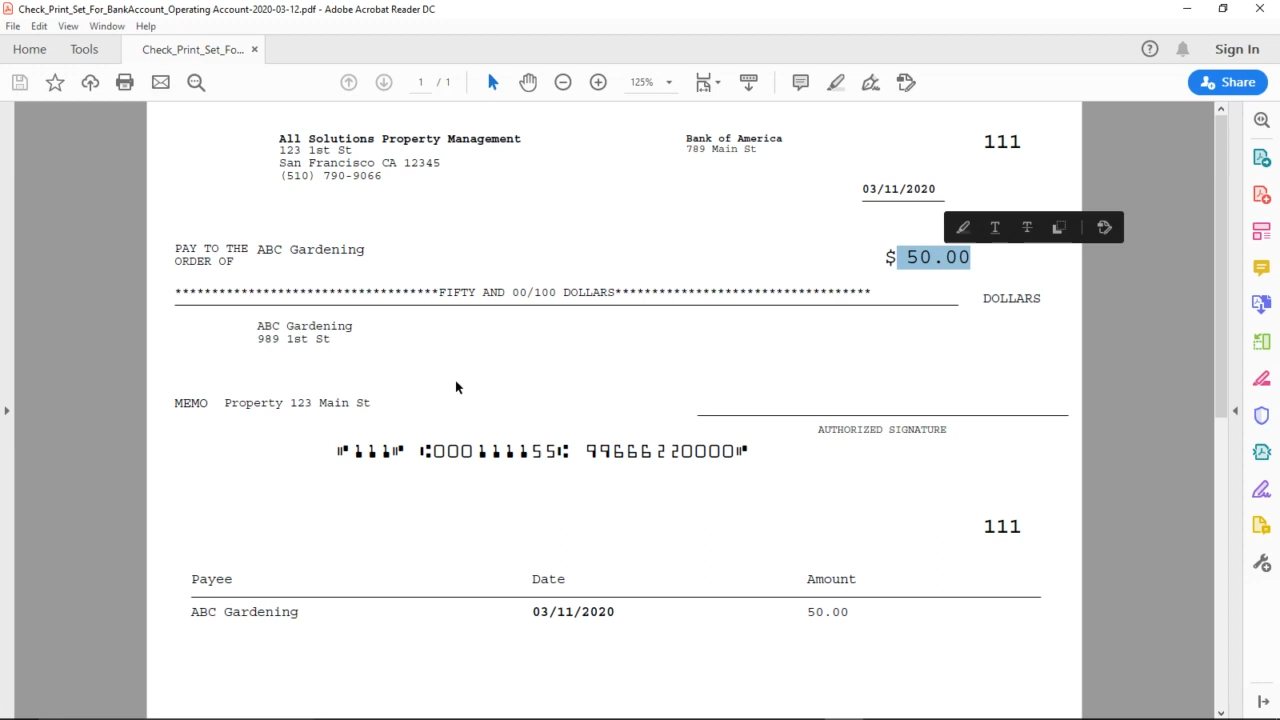 Check_Print_Set_For_BankAccount_Operating Account-2020-03-12.pdf - Adobe Acrobat Reader DC
File Edit View Window Help
Home Tools Check_Print_Set_Fo... × Sign In
1 / 1 125% Share
All Solutions Property Management
123 1st St
San Francisco CA 12345
(510) 790-9066
Bank of America
789 Main St
111
03/11/2020
PAY TO THE ABC Gardening
ORDER OF
$ 50.00
***********************************FIFTY AND 00/100 DOLLARS***********************************
DOLLARS
ABC Gardening
989 1st St
MEMO Property 123 Main St
AUTHORIZED SIGNATURE
⑈111⑈ ⑆000111155⑆ 99666220000⑈
111
Payee Date Amount
ABC Gardening 03/11/2020 50.00